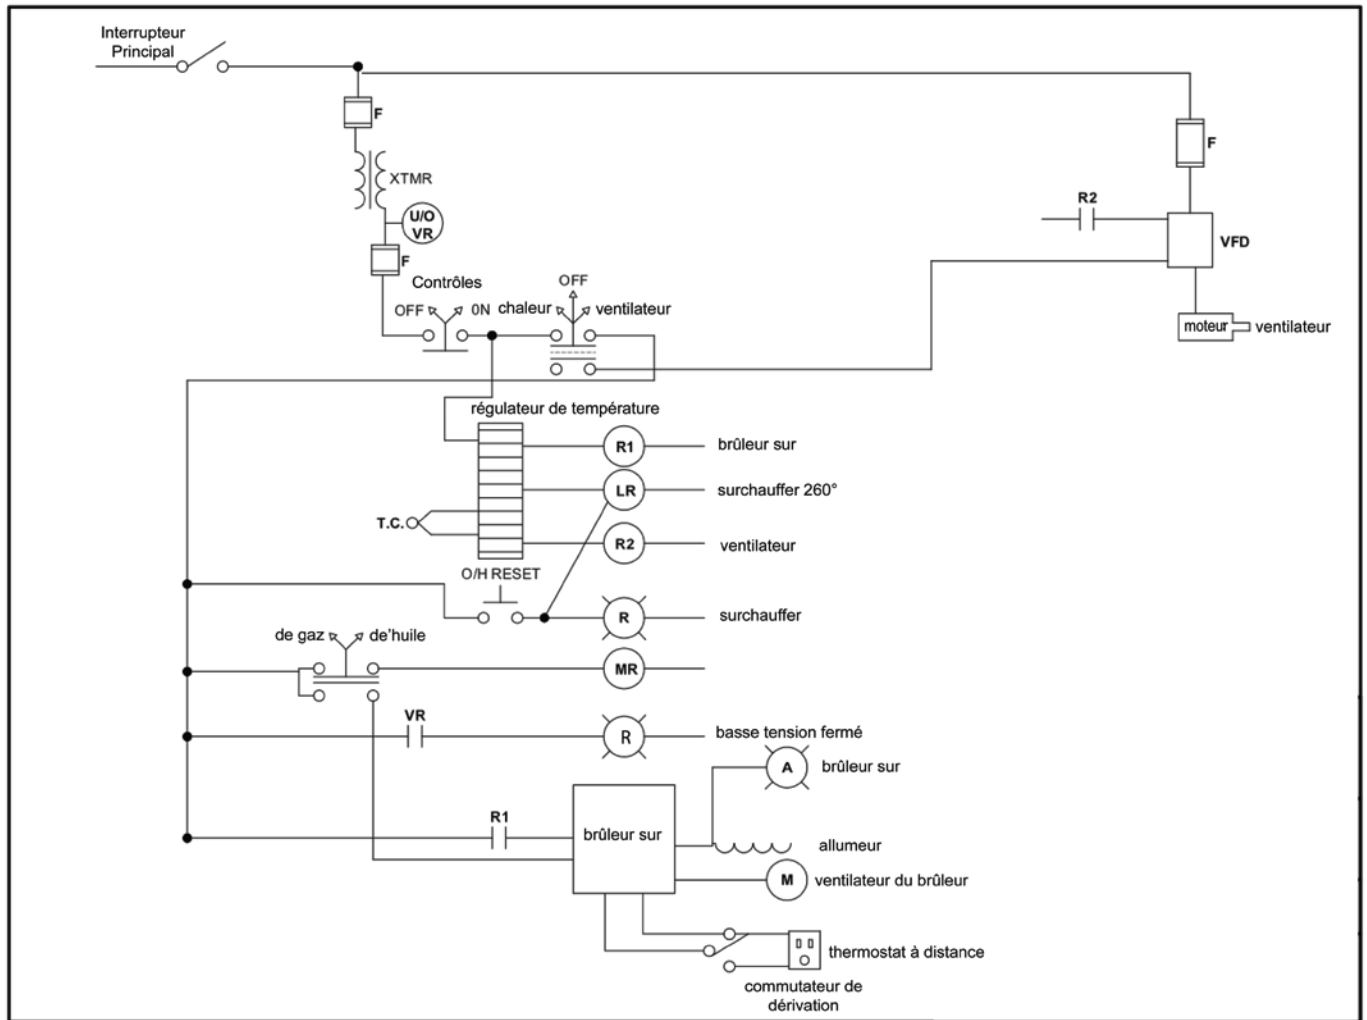 Interrupteur
Principal
F
F
XTMR
R2
U/O
VR
VFD
F
Contrôles
OFF
OFF
0N
chaleur
ventilateur
moteur
ventilateur
régulateur de température
R1
brûleur sur
LR
surchauffer 260°
T.C.
R2
ventilateur
O/H RESET
R
surchauffer
de gaz
de'huile
MR
VR
R
basse tension fermé
A
brûleur sur
R1
brûleur sur
allumeur
M
ventilateur du brûleur
thermostat à distance
commutateur de
dérivation